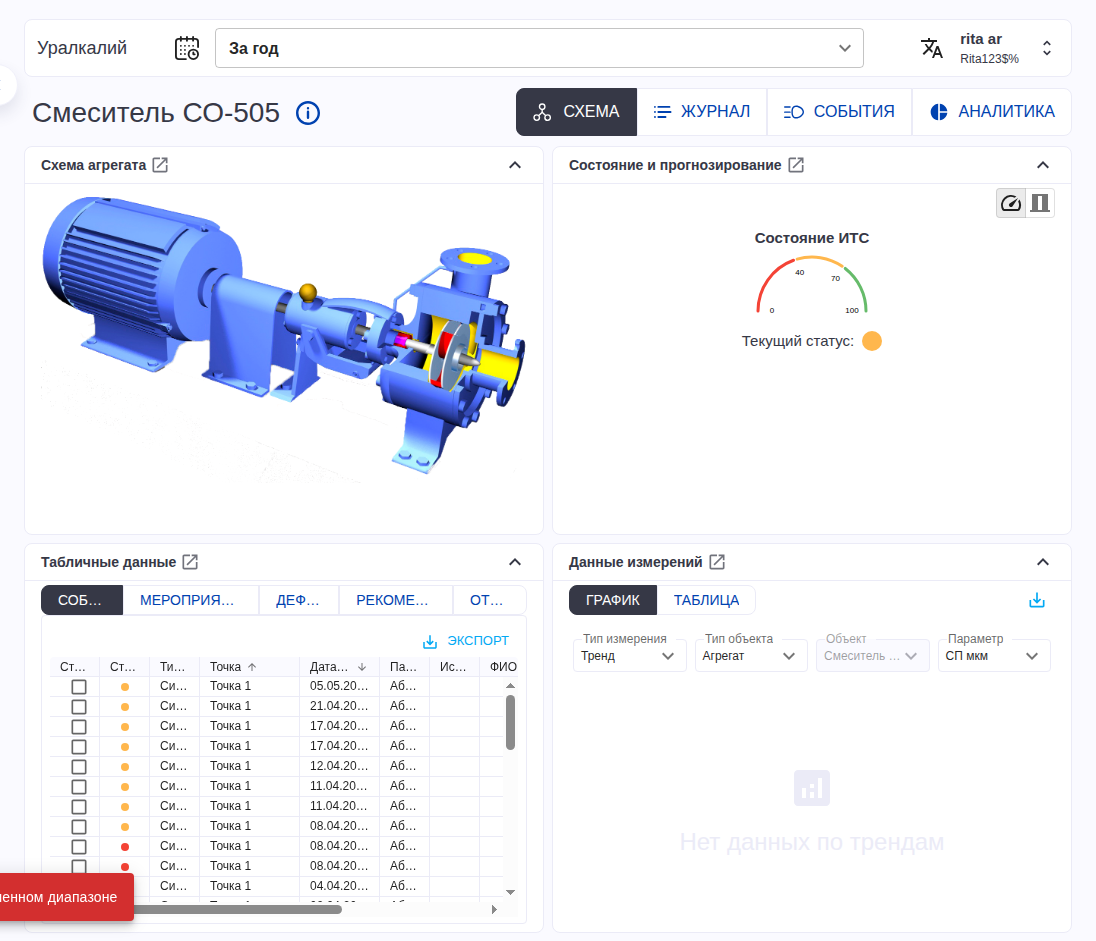 Уралкалий
За год
rita ar
Rita123$%
Смеситель СО-505
СХЕМА
ЖУРНАЛ
СОБЫТИЯ
АНАЛИТИКА
Схема агрегата
Состояние и прогнозирование
Состояние ИТС
0
40
70
100
Текущий статус:
Табличные данные
СОБ…
МЕРОПРИЯ…
ДЕФ…
РЕКОМЕ…
ОТ…
ЭКСПОРТ
Ст… Ст… Ти… Точка Дата… Па… Ис… ФИО
Си… Точка 1 05.05.20… Аб…
Си… Точка 1 21.04.20… Аб…
Си… Точка 1 17.04.20… Аб…
Си… Точка 1 17.04.20… Аб…
Си… Точка 1 12.04.20… Аб…
Си… Точка 1 11.04.20… Аб…
Си… Точка 1 11.04.20… Аб…
Си… Точка 1 08.04.20… Аб…
Си… Точка 1 08.04.20… Аб…
Си… Точка 1 08.04.20… Аб…
Си… Точка 1 04.04.20… Аб…
диапазоне
Данные измерений
ГРАФИК
ТАБЛИЦА
Тип измерения
Тренд
Тип объекта
Агрегат
Объект
Смеситель …
Параметр
СП мкм
Нет данных по трендам